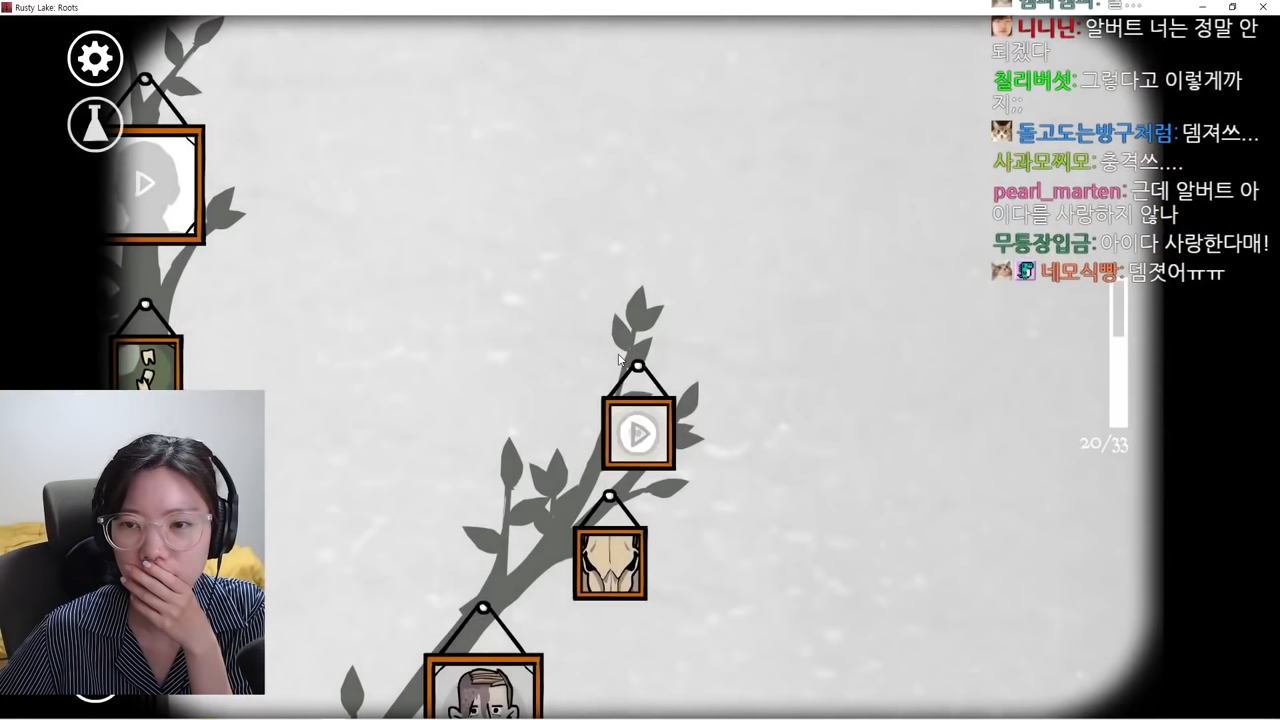 Rusty Lake: Roots
니니닌: 알버트 너는 정말 안
되겠다
칠리버섯: 그렇다고 이렇게까
지;;
돌고도는방구처럼: 뎀져쓰...
사과모찌모: 충격쓰....
pearl_marten: 근데 알버트 아
이다를 사랑하지 않나
무통장입금: 아이다 사랑한다매!
네모식빵: 뎀졋어ㅠㅠ
20/33